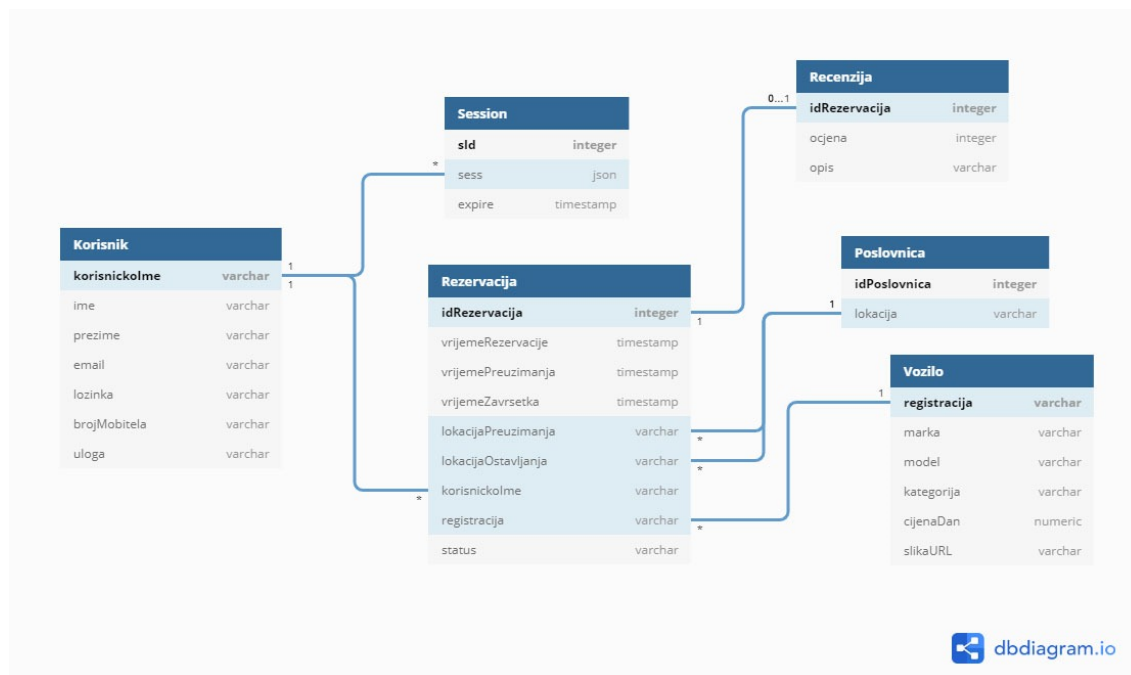 Korisnik
korisnickoIme varchar
ime varchar
prezime varchar
email varchar
lozinka varchar
brojMobitela varchar
uloga varchar
1
1
Session
sId integer
* sess json
expire timestamp
Rezervacija
idRezervacija integer
1
vrijemeRezervacije timestamp
vrijemePreuzimanja timestamp
vrijemeZavrsetka timestamp
lokacijaPreuzimanja varchar
*
lokacijaOstavljanja varchar
*
korisnickoIme varchar
*
registracija varchar
*
status varchar
Recenzija
0...1
idRezervacija integer
ocjena integer
opis varchar
Poslovnica
idPoslovnica integer
1
lokacija varchar
Vozilo
1
registracija varchar
marka varchar
model varchar
kategorija varchar
cijenaDan numeric
slikaURL varchar
dbdiagram.io